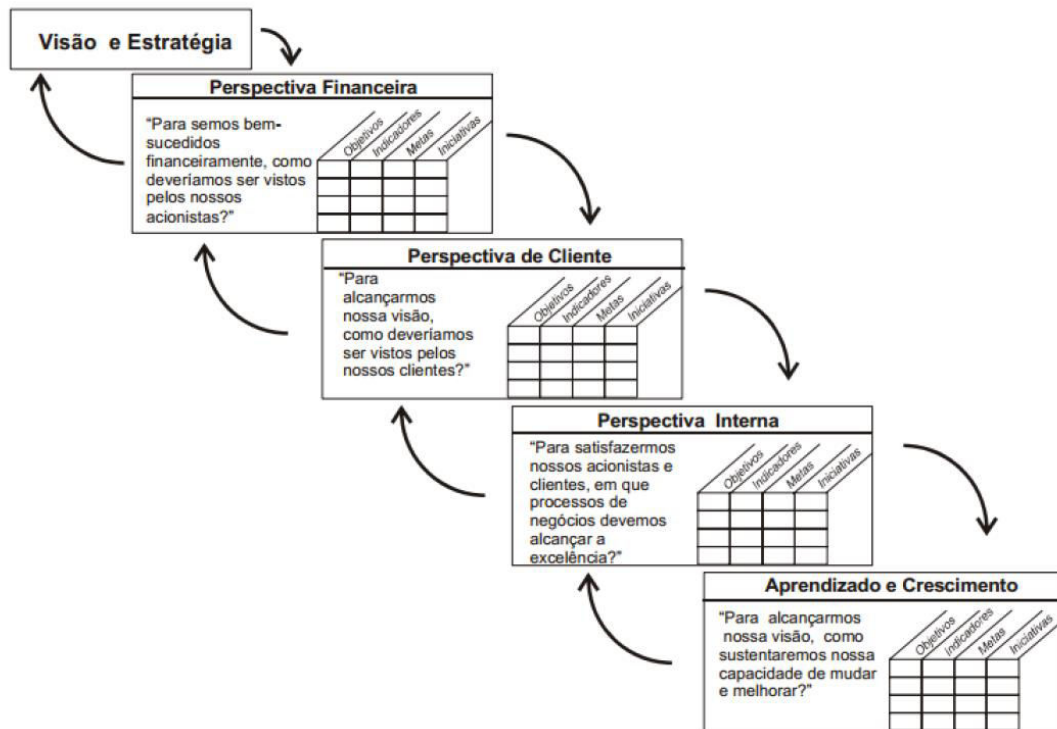 Visão e Estratégia
Perspectiva Financeira
“Para semos bem-
sucedidos
financeiramente, como
deveríamos ser vistos
pelos nossos
acionistas?”
Objetivos
Indicadores
Metas
Iniciativas
Perspectiva de Cliente
“Para
alcançarmos
nossa visão,
como deveríamos
ser vistos pelos
nossos clientes?”
Objetivos
Indicadores
Metas
Iniciativas
Perspectiva Interna
“Para satisfazermos
nossos acionistas e
clientes, em que
processos de
negócios devemos
alcançar a
excelência?”
Objetivos
Indicadores
Metas
Iniciativas
Aprendizado e Crescimento
“Para alcançarmos
nossa visão, como
sustentaremos nossa
capacidade de mudar
e melhorar?”
Objetivos
Indicadores
Metas
Iniciativas